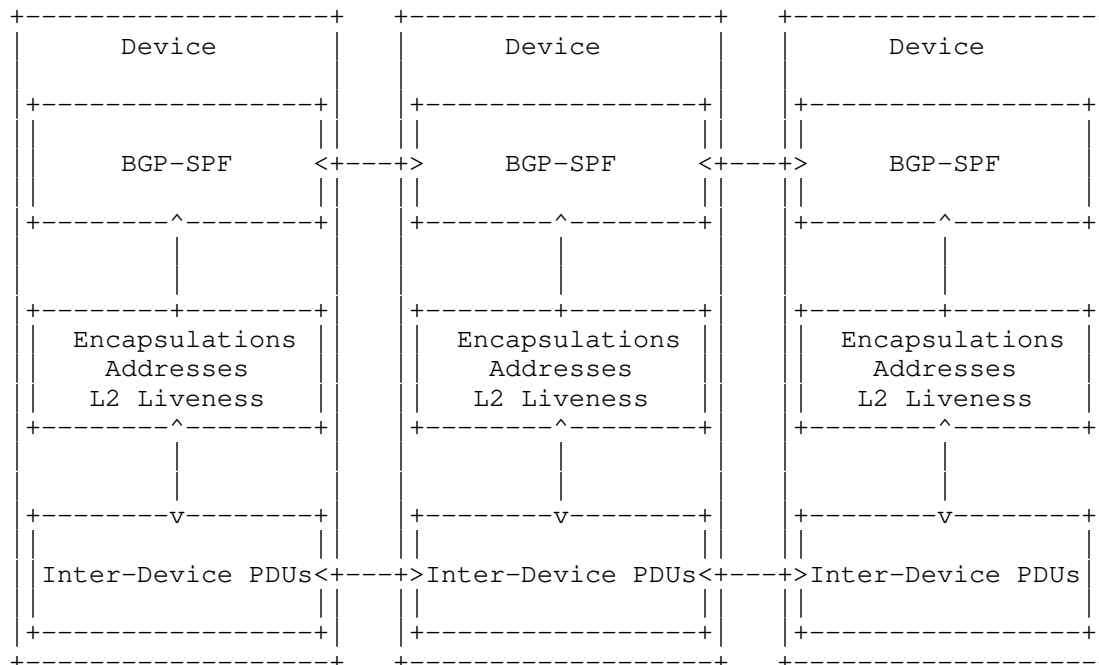 Device Device Device
BGP-SPF BGP-SPF BGP-SPF
Encapsulations Encapsulations Encapsulations
Addresses Addresses Addresses
L2 Liveness L2 Liveness L2 Liveness
Inter-Device PDUs Inter-Device PDUs Inter-Device PDUs